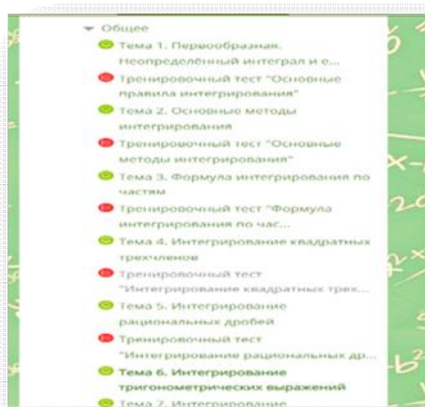 Общее
Тема 1. Первообразная.
Неопределённый интеграл и е...
Тренировочный тест "Основные
правила интегрирования"
Тема 2. Основные методы
интегрирования
Тренировочный тест "Основные
методы интегрирования"
Тема 3. Формула интегрирования по
частям
Тренировочный тест "Формула
интегрирования по час...
Тема 4. Интегрирование квадратных
трехчленов
Тренировочный тест
"Интегрирование квадратных трех...
Тема 5. Интегрирование
рациональных дробей
Тренировочный тест
"Интегрирование рациональных др...
Тема 6. Интегрирование
тригонометрических выражений
Тема 7. Интегрирование